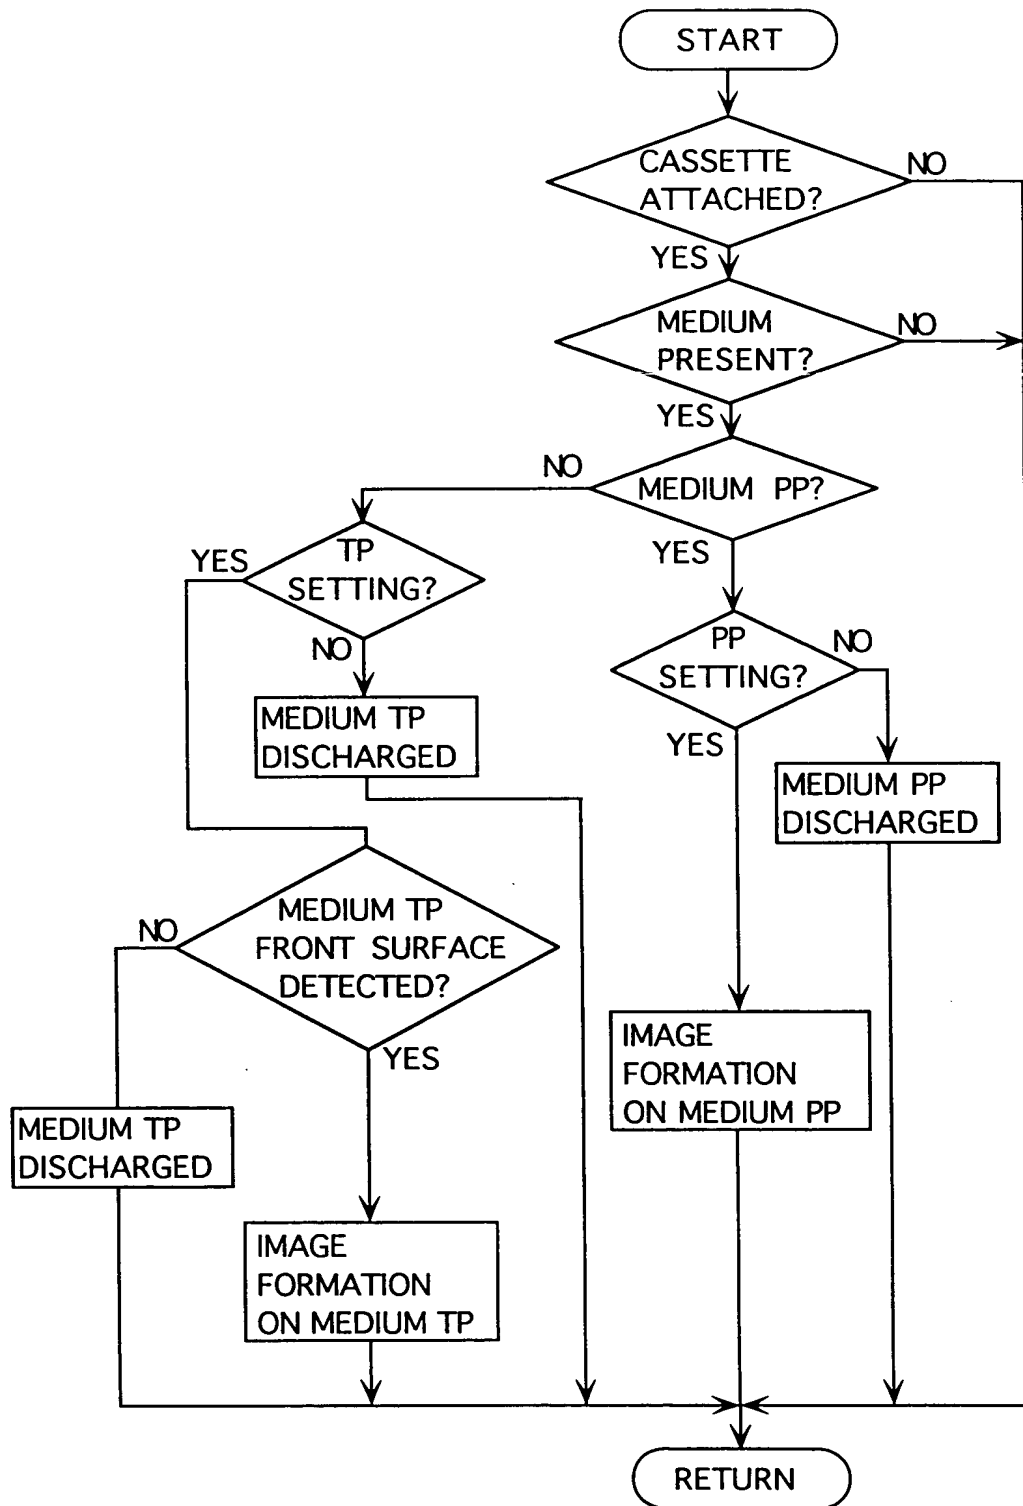 START
CASSETTE
ATTACHED?
NO
YES
MEDIUM
PRESENT?
NO
YES
MEDIUM PP?
NO
YES
TP
SETTING?
YES
NO
PP
SETTING?
NO
YES
MEDIUM TP
DISCHARGED
MEDIUM PP
DISCHARGED
MEDIUM TP
FRONT SURFACE
DETECTED?
NO
YES
IMAGE
FORMATION
ON MEDIUM PP
MEDIUM TP
DISCHARGED
IMAGE
FORMATION
ON MEDIUM TP
RETURN